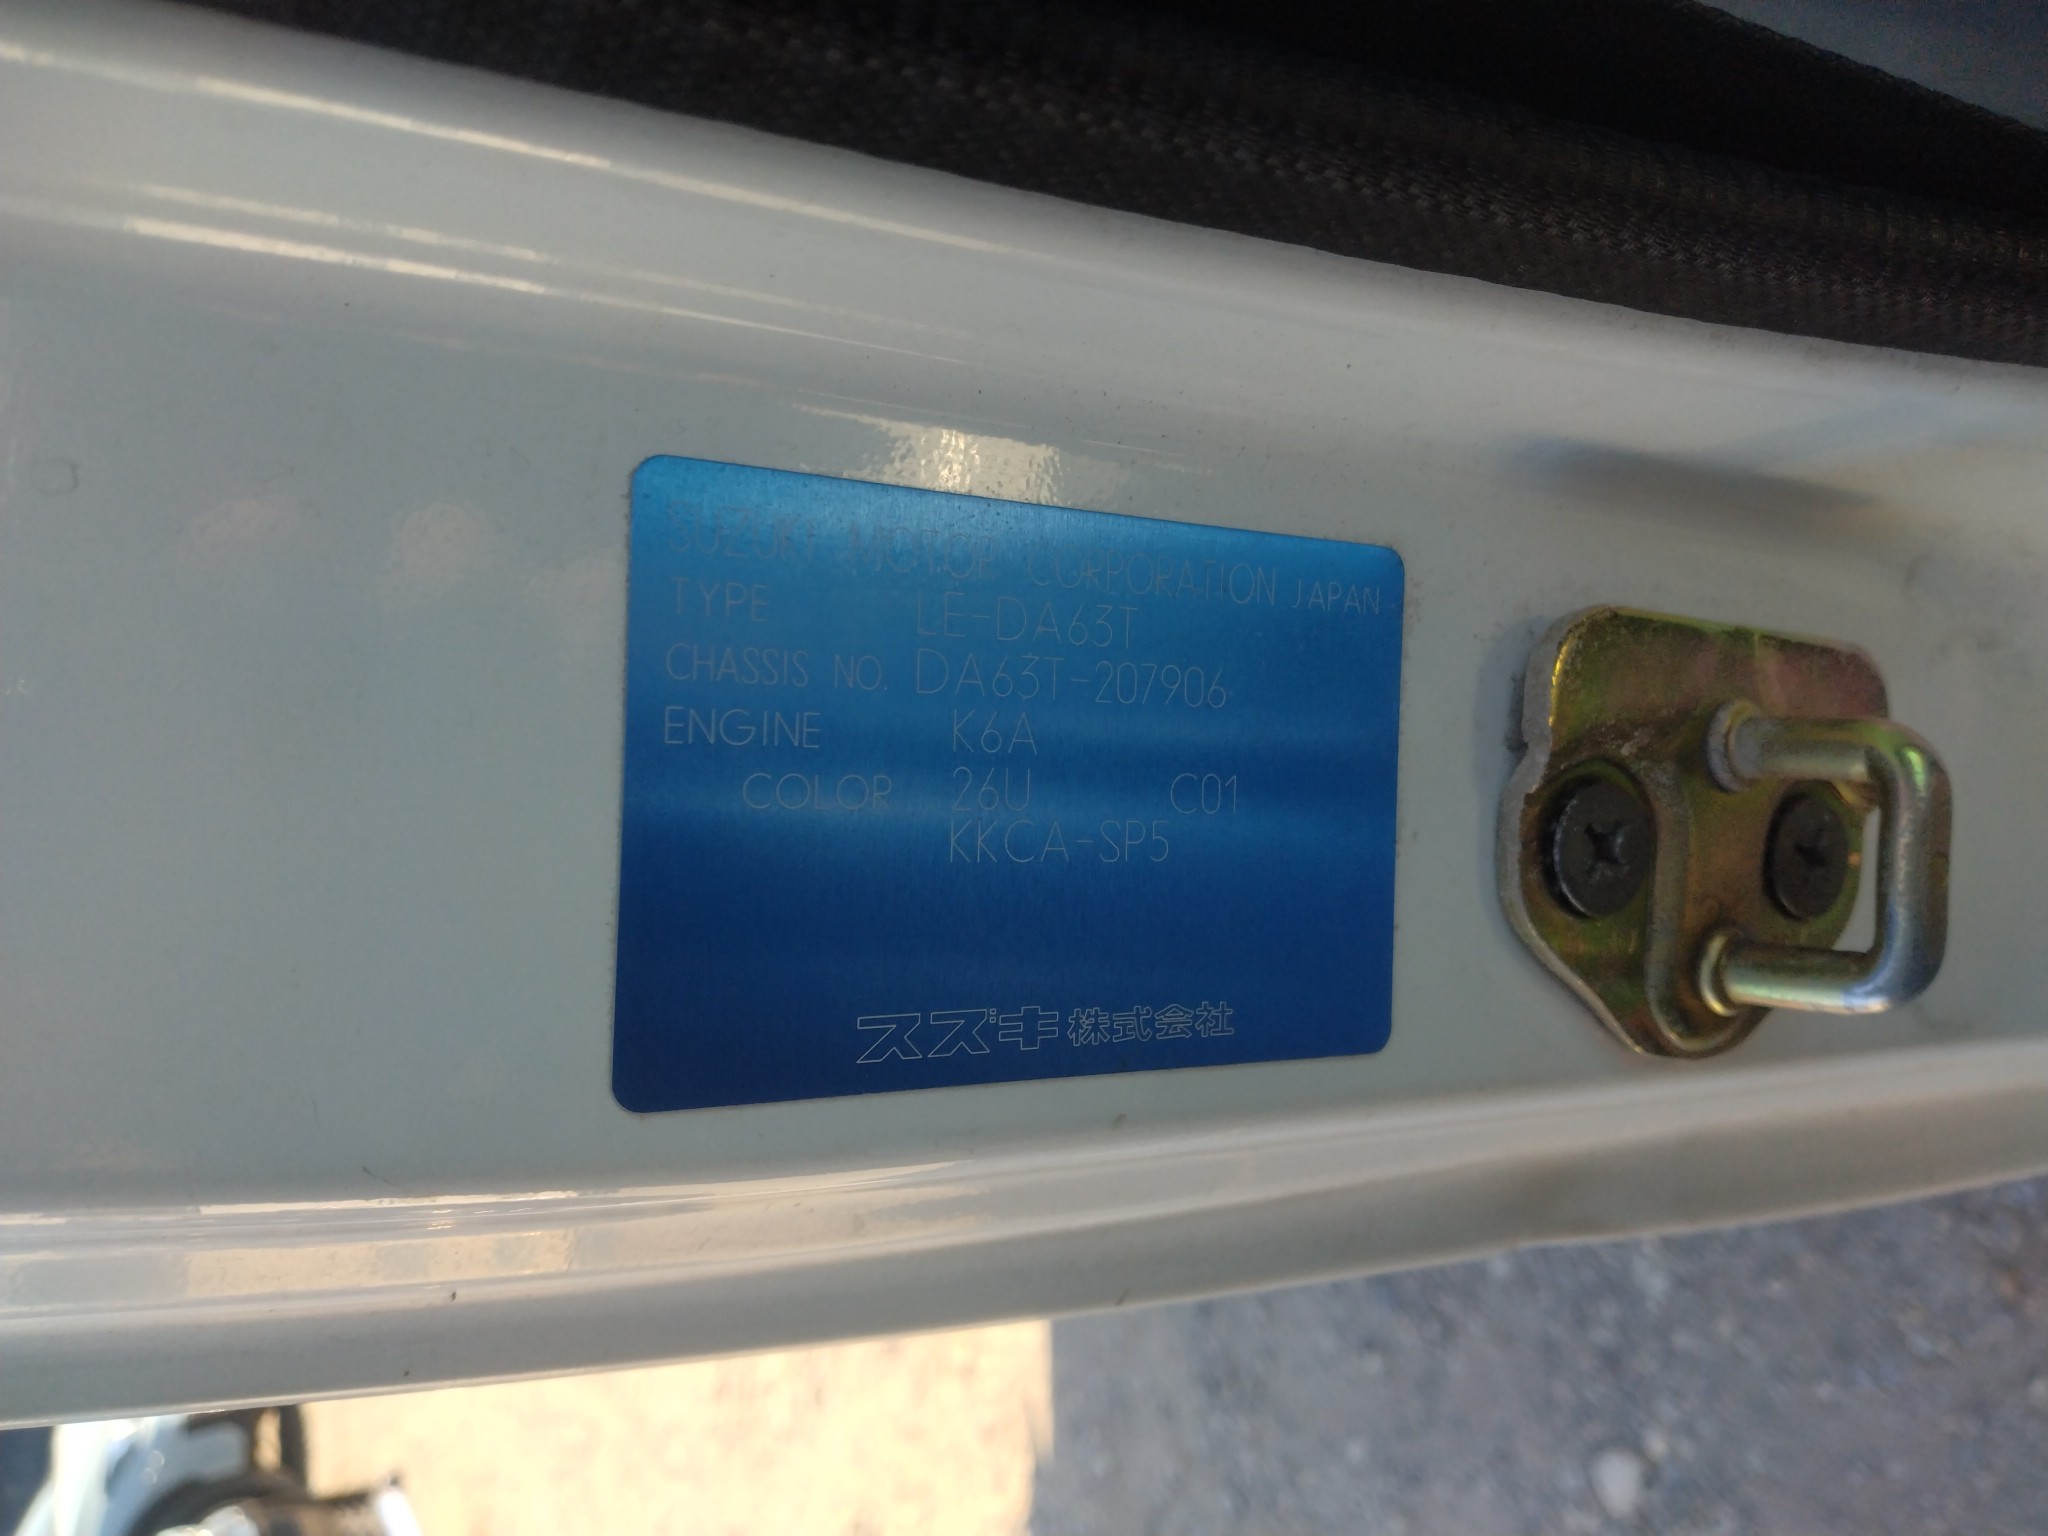 SUZUKI MOTOR CORPORATION JAPAN
TYPE LE-DA63T
CHASSIS NO. DA63T-207906
ENGINE K6A
COLOR 26U C01
KKCA-SP5
スズキ株式会社